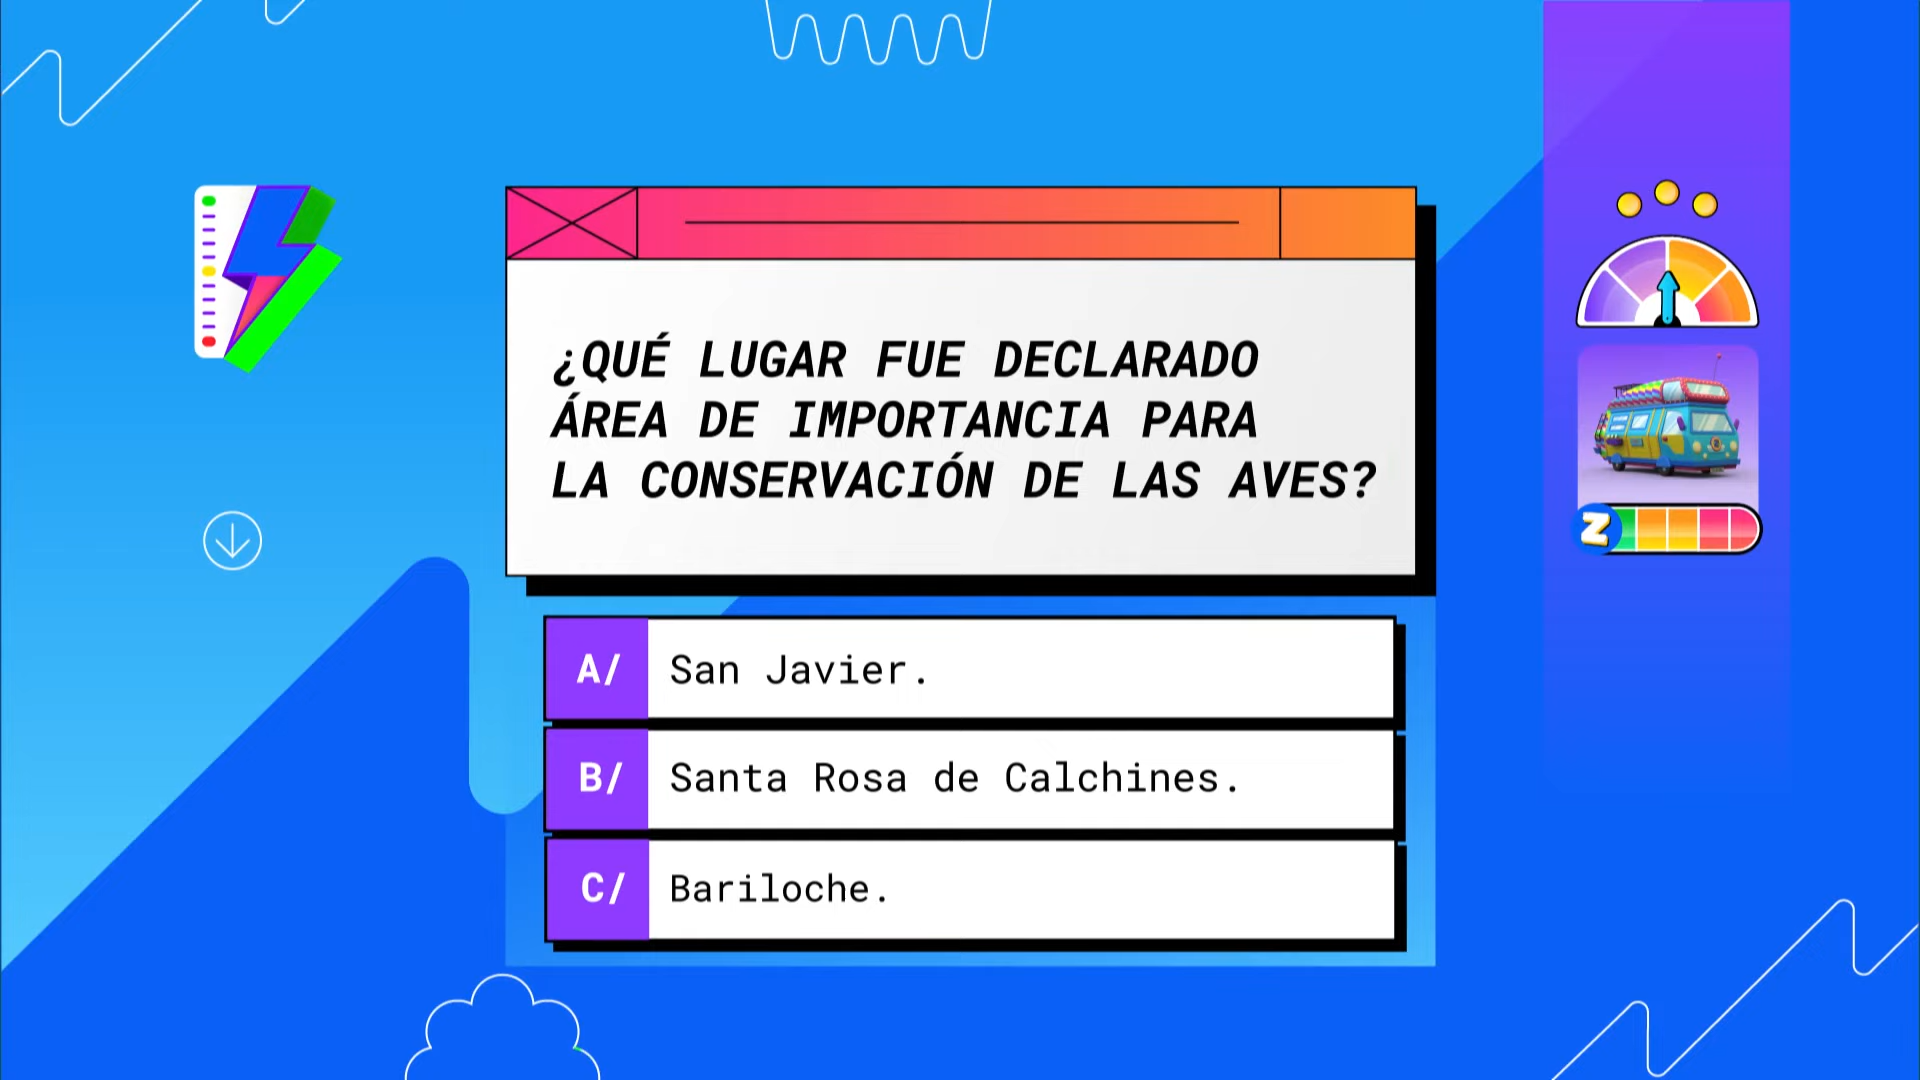 ¿QUÉ LUGAR FUE DECLARADO
ÁREA DE IMPORTANCIA PARA
LA CONSERVACIÓN DE LAS AVES?
A/ San Javier.
B/ Santa Rosa de Calchines.
C/ Bariloche.
Z